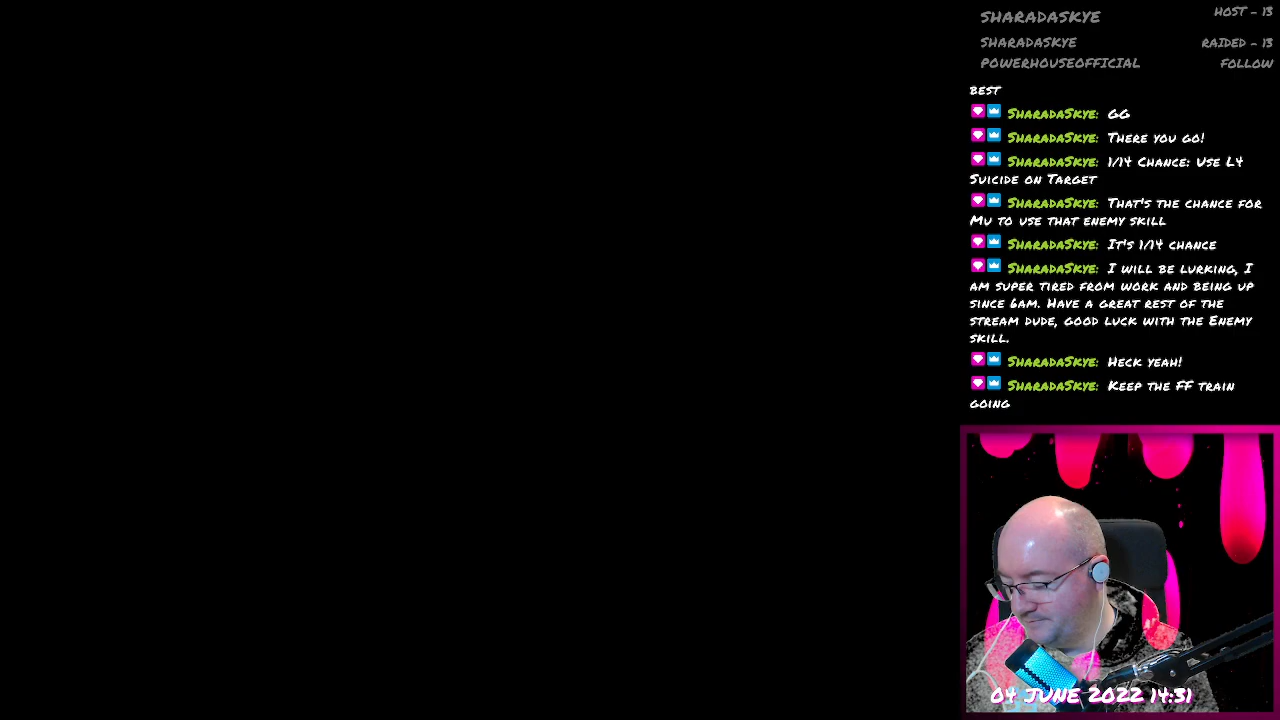 SHARADASKYE HOST - 13
SHARADASKYE RAIDED - 13
POWERHOUSEOFFICIAL FOLLOW
BEST
SHARADASKYE: GG
SHARADASKYE: THERE YOU GO!
SHARADASKYE: 1/14 CHANCE: USE L4
SUICIDE ON TARGET
SHARADASKYE: THAT'S THE CHANCE FOR
MU TO USE THAT ENEMY SKILL
SHARADASKYE: IT'S 1/14 CHANCE
SHARADASKYE: I WILL BE LURKING, I
AM SUPER TIRED FROM WORK AND BEING UP
SINCE 6AM. HAVE A GREAT REST OF THE
STREAM DUDE, GOOD LUCK WITH THE ENEMY
SKILL.
SHARADASKYE: HECK YEAH!
SHARADASKYE: KEEP THE FF TRAIN
GOING
04 JUNE 2022 14:31